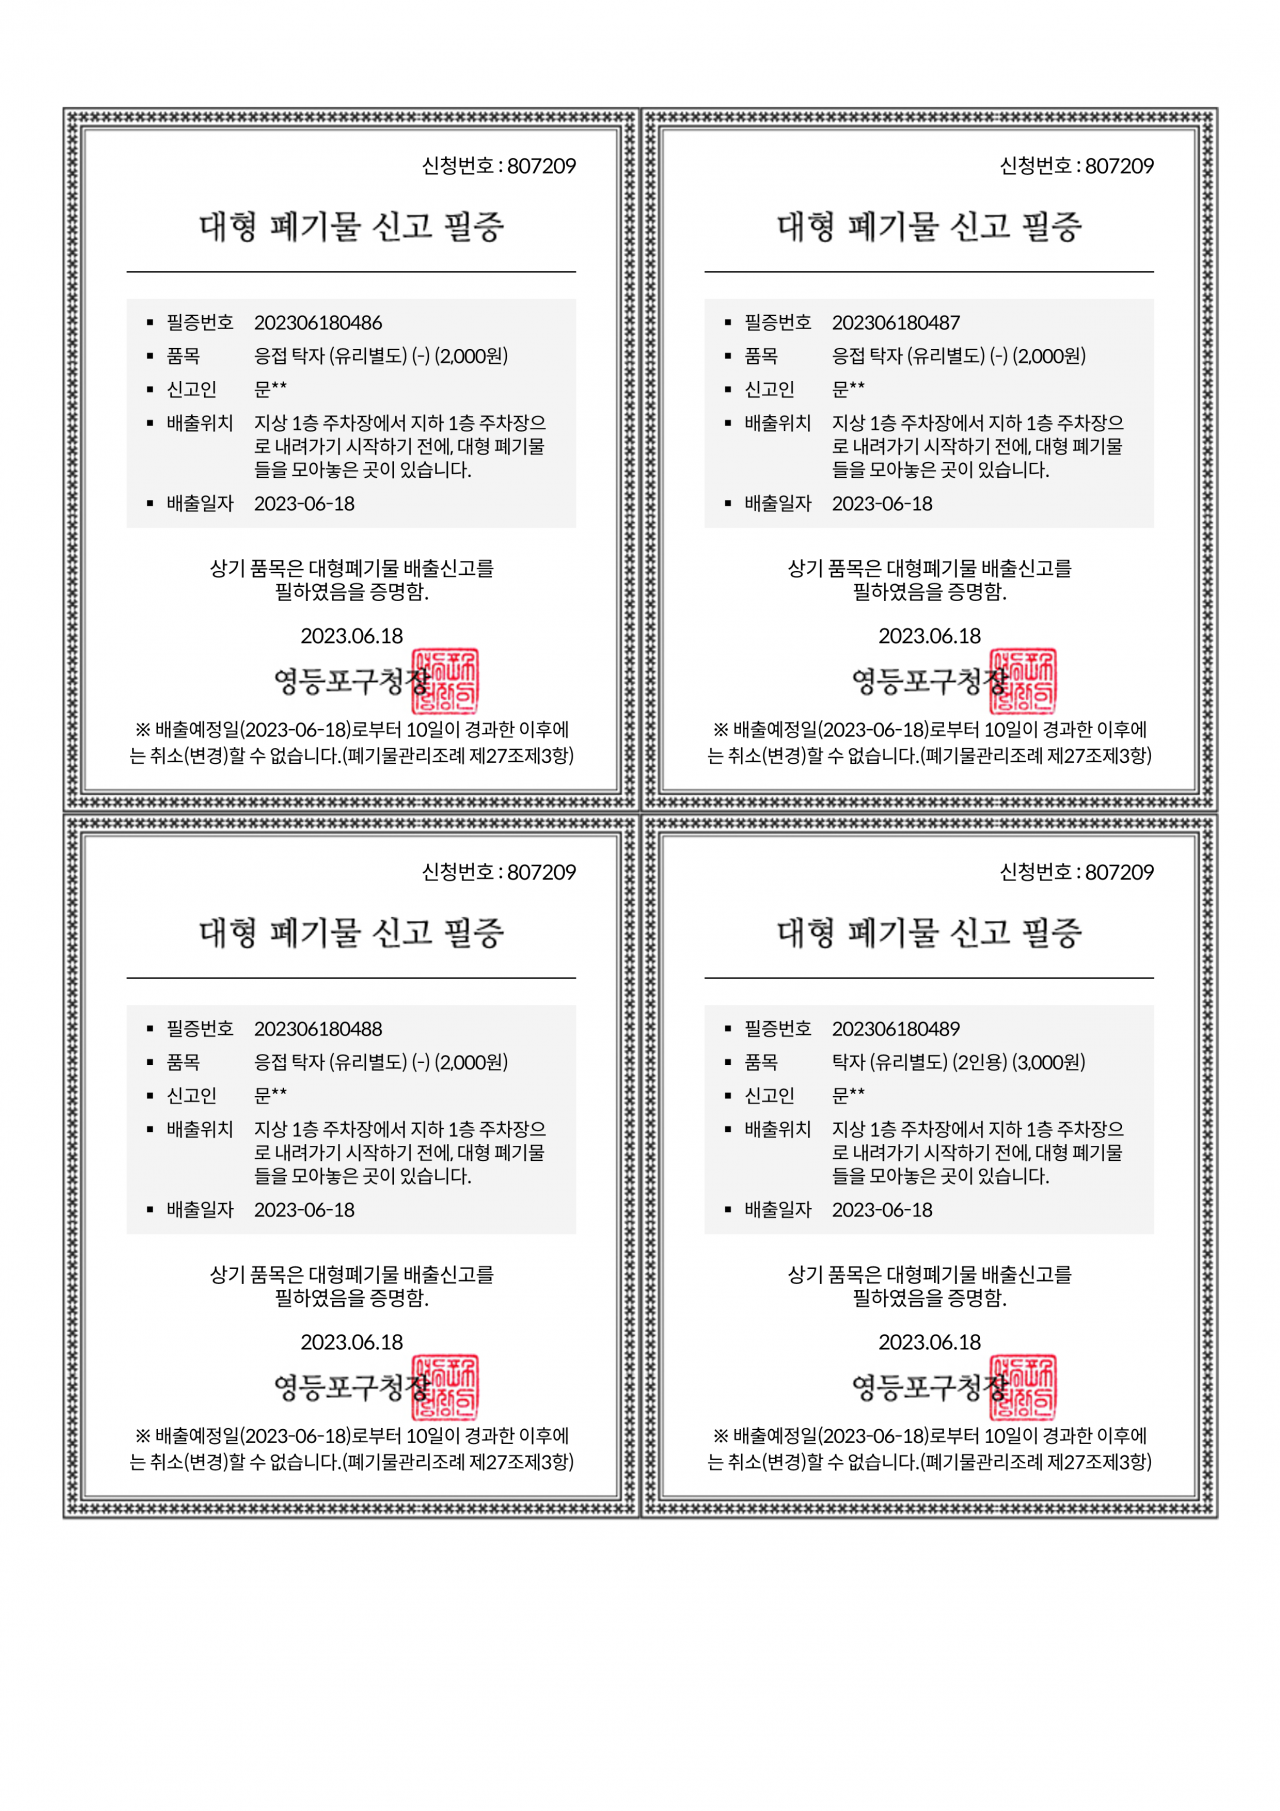 신청번호 : 807209
대형 폐기물 신고 필증
▪ 필증번호 202306180486
▪ 품목 응접 탁자 (유리별도) (-) (2,000원)
▪ 신고인 문**
▪ 배출위치 지상 1층 주차장에서 지하 1층 주차장으
로 내려가기 시작하기 전에, 대형 폐기물
들을 모아놓은 곳이 있습니다.
▪ 배출일자 2023-06-18
상기 품목은 대형폐기물 배출신고를
필하였음을 증명함.
2023.06.18
영등포구청장
※ 배출예정일(2023-06-18)로부터 10일이 경과한 이후에
는 취소(변경)할 수 없습니다.(폐기물관리조례 제27조제3항)
신청번호 : 807209
대형 폐기물 신고 필증
▪ 필증번호 202306180487
▪ 품목 응접 탁자 (유리별도) (-) (2,000원)
▪ 신고인 문**
▪ 배출위치 지상 1층 주차장에서 지하 1층 주차장으
로 내려가기 시작하기 전에, 대형 폐기물
들을 모아놓은 곳이 있습니다.
▪ 배출일자 2023-06-18
상기 품목은 대형폐기물 배출신고를
필하였음을 증명함.
2023.06.18
영등포구청장
※ 배출예정일(2023-06-18)로부터 10일이 경과한 이후에
는 취소(변경)할 수 없습니다.(폐기물관리조례 제27조제3항)
신청번호 : 807209
대형 폐기물 신고 필증
▪ 필증번호 202306180488
▪ 품목 응접 탁자 (유리별도) (-) (2,000원)
▪ 신고인 문**
▪ 배출위치 지상 1층 주차장에서 지하 1층 주차장으
로 내려가기 시작하기 전에, 대형 폐기물
들을 모아놓은 곳이 있습니다.
▪ 배출일자 2023-06-18
상기 품목은 대형폐기물 배출신고를
필하였음을 증명함.
2023.06.18
영등포구청장
※ 배출예정일(2023-06-18)로부터 10일이 경과한 이후에
는 취소(변경)할 수 없습니다.(폐기물관리조례 제27조제3항)
신청번호 : 807209
대형 폐기물 신고 필증
▪ 필증번호 202306180489
▪ 품목 탁자 (유리별도) (2인용) (3,000원)
▪ 신고인 문**
▪ 배출위치 지상 1층 주차장에서 지하 1층 주차장으
로 내려가기 시작하기 전에, 대형 폐기물
들을 모아놓은 곳이 있습니다.
▪ 배출일자 2023-06-18
상기 품목은 대형폐기물 배출신고를
필하였음을 증명함.
2023.06.18
영등포구청장
※ 배출예정일(2023-06-18)로부터 10일이 경과한 이후에
는 취소(변경)할 수 없습니다.(폐기물관리조례 제27조제3항)